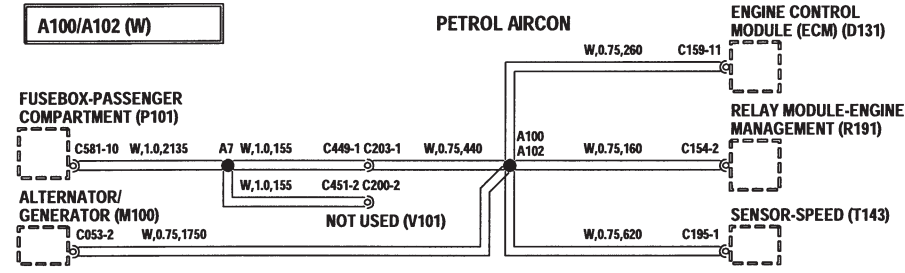 A100/A102 (W)
PETROL AIRCON
ENGINE CONTROL
MODULE (ECM) (D131)
W,0.75,260 C159-11
FUSEBOX-PASSENGER
COMPARTMENT (P101)
RELAY MODULE-ENGINE
MANAGEMENT (R191)
C581-10 W,1.0,2135 A7 W,1.0,155 C449-1 C203-1 W,0.75,440 A100
A102 W,0.75,160 C154-2
W,1.0,155 C451-2 C200-2
NOT USED (V101)
ALTERNATOR/
GENERATOR (M100)
C053-2 W,0.75,1750
SENSOR-SPEED (T143)
W,0.75,620 C195-1